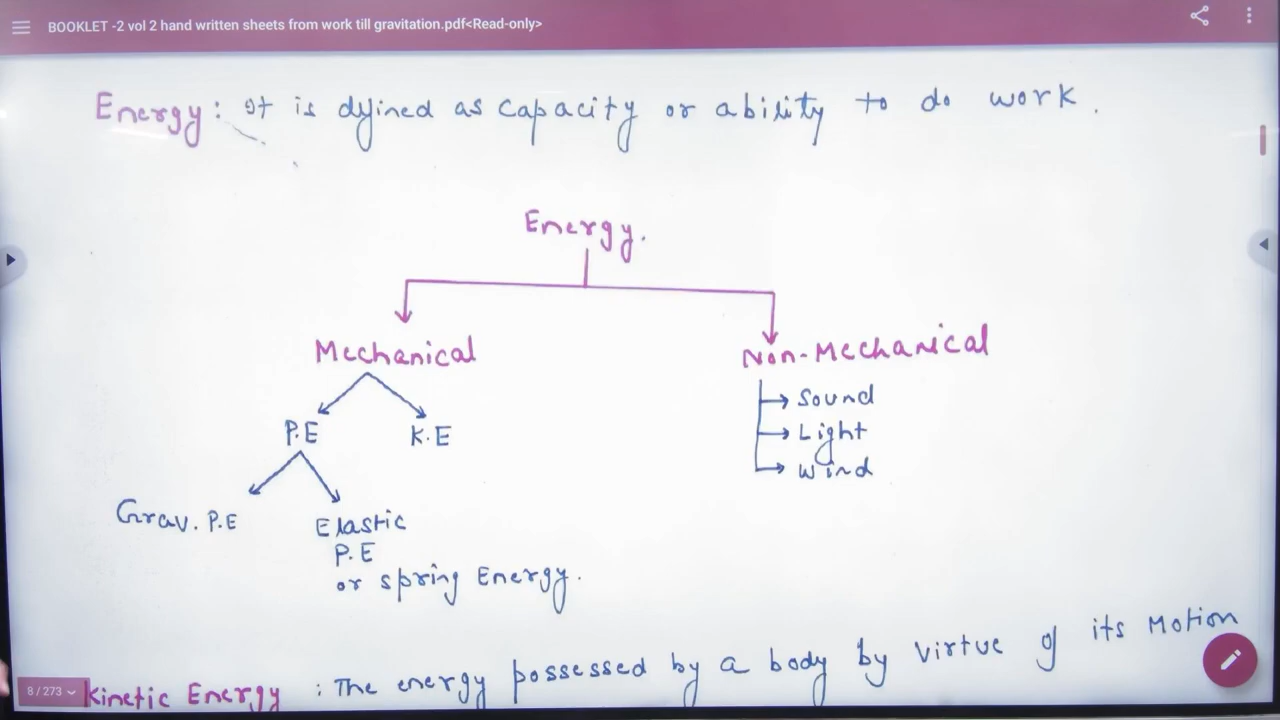 BOOKLET -2 vol 2 hand written sheets from work till gravitation.pdf<Read-only>
Energy: It is defined as capacity or ability to do work.
Energy.
Mechanical
Non-Mechanical
P.E
K.E
Sound
Light
Wind
Grav. P.E
Elastic
P.E
or spring Energy.
Kinetic Energy : The energy possessed by a body by virtue of its Motion
8 / 273